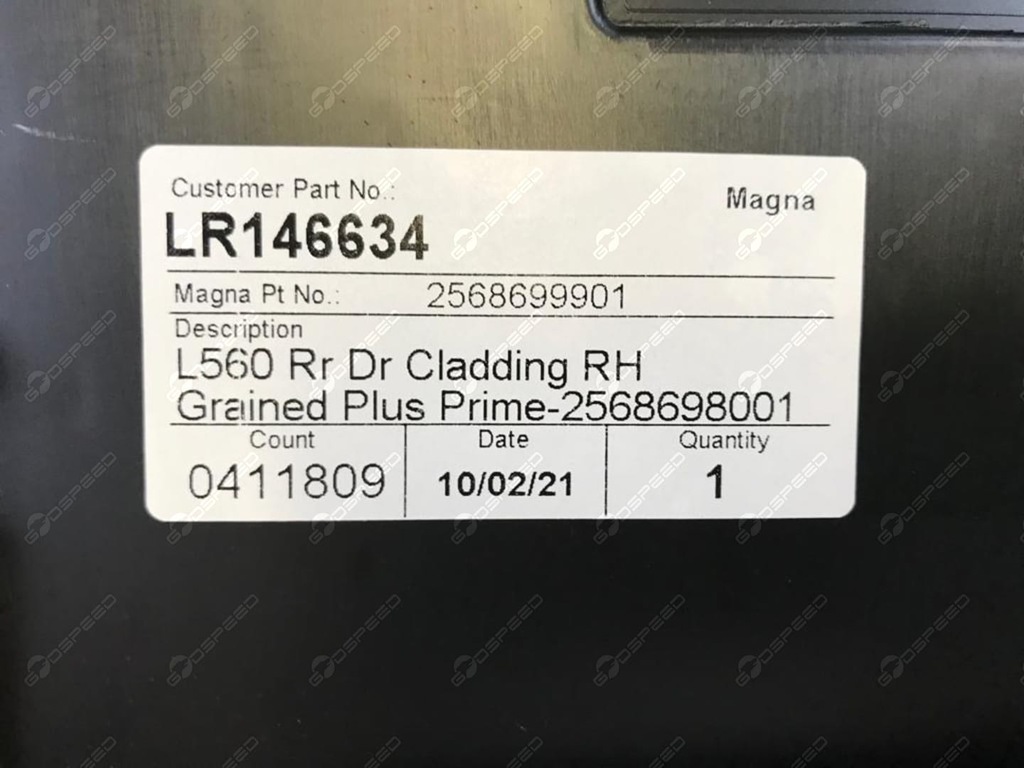 Customer Part No.:
Magna
LR146634
Magna Pt No.: 2568699901
Description
L560 Rr Dr Cladding RH
Grained Plus Prime-2568698001
Count Date Quantity
0411809 10/02/21 1
GODSPEED